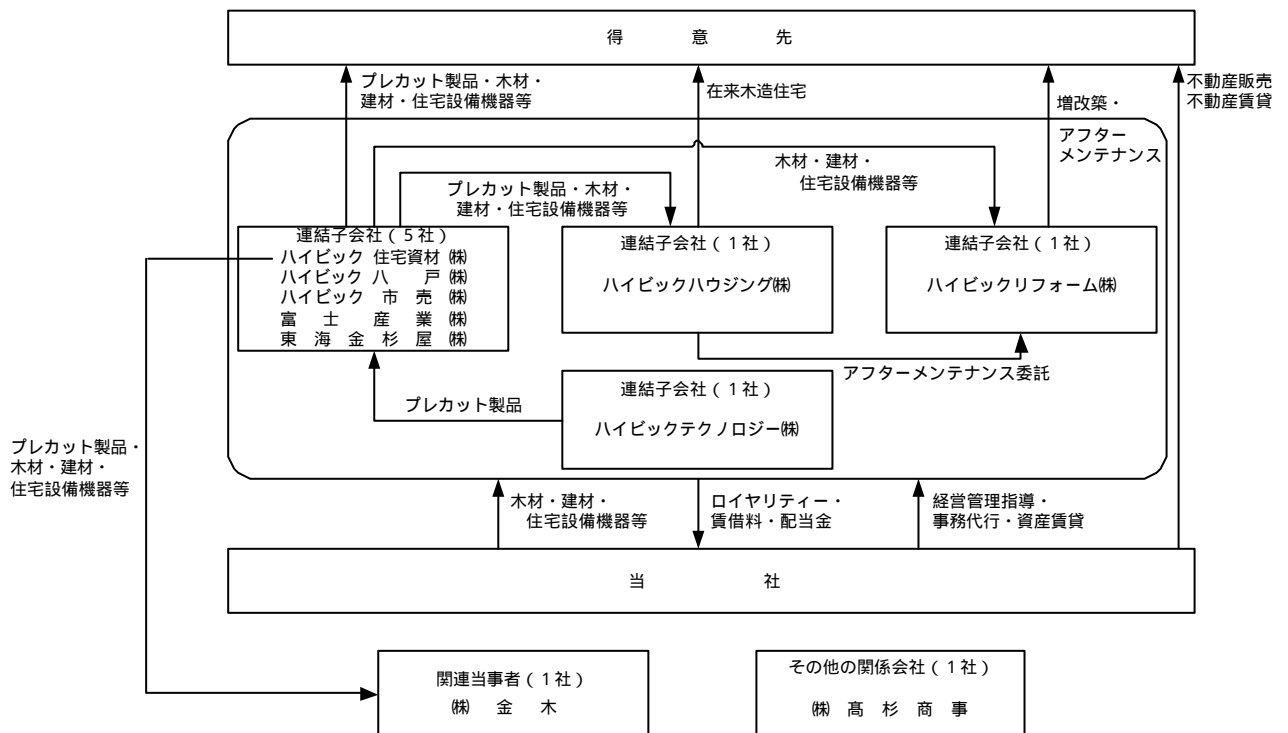 得意先
プレカット製品・木材・
建材・住宅設備機器等
在来木造住宅
増改築・
アフター
メンテナンス
不動産販売
不動産賃貸
木材・建材・
住宅設備機器等
プレカット製品・木材・
建材・住宅設備機器等
連結子会社(5社)
ハイビック 住宅資材 ㈱
ハイビック 八戸 ㈱
ハイビック 市売 ㈱
富士産業 ㈱
東海金杉屋 ㈱
連結子会社(1社)
ハイビックハウジング㈱
連結子会社(1社)
ハイビックリフォーム㈱
アフターメンテナンス委託
プレカット製品
連結子会社(1社)
ハイビックテクノロジー㈱
プレカット製品・
木材・建材・
住宅設備機器等
木材・建材・
住宅設備機器等
ロイヤリティー・
賃借料・配当金
経営管理指導・
事務代行・資産賃貸
当社
関連当事者(1社)
㈱ 金木
その他の関係会社(1社)
㈱ 髙杉商事